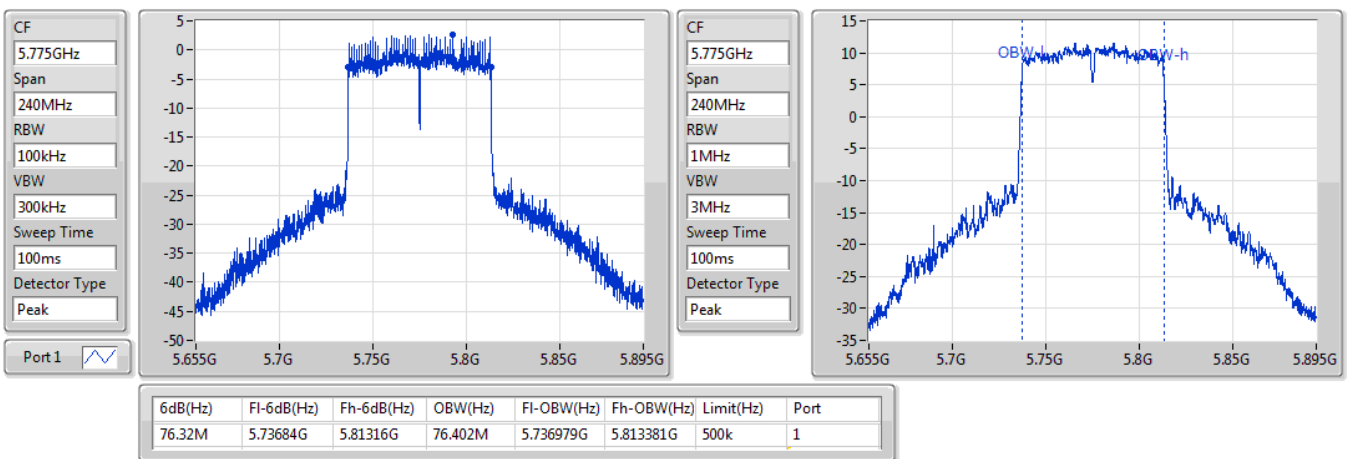 CF
5.775GHz
Span
240MHz
RBW
100kHz
VBW
300kHz
Sweep Time
100ms
Detector Type
Peak
Port 1
5
0
-5
-10
-15
-20
-25
-30
-35
-40
-45
-50
5.655G 5.7G 5.75G 5.8G 5.85G 5.895G
CF
5.775GHz
Span
240MHz
RBW
1MHz
VBW
3MHz
Sweep Time
100ms
Detector Type
Peak
15
10
5
0
-5
-10
-15
-20
-25
-30
-35
OBW-l OBW-h
5.655G 5.7G 5.75G 5.8G 5.85G 5.895G
6dB(Hz) Fl-6dB(Hz) Fh-6dB(Hz) OBW(Hz) Fl-OBW(Hz) Fh-OBW(Hz) Limit(Hz) Port
76.32M 5.73684G 5.81316G 76.402M 5.736979G 5.813381G 500k 1